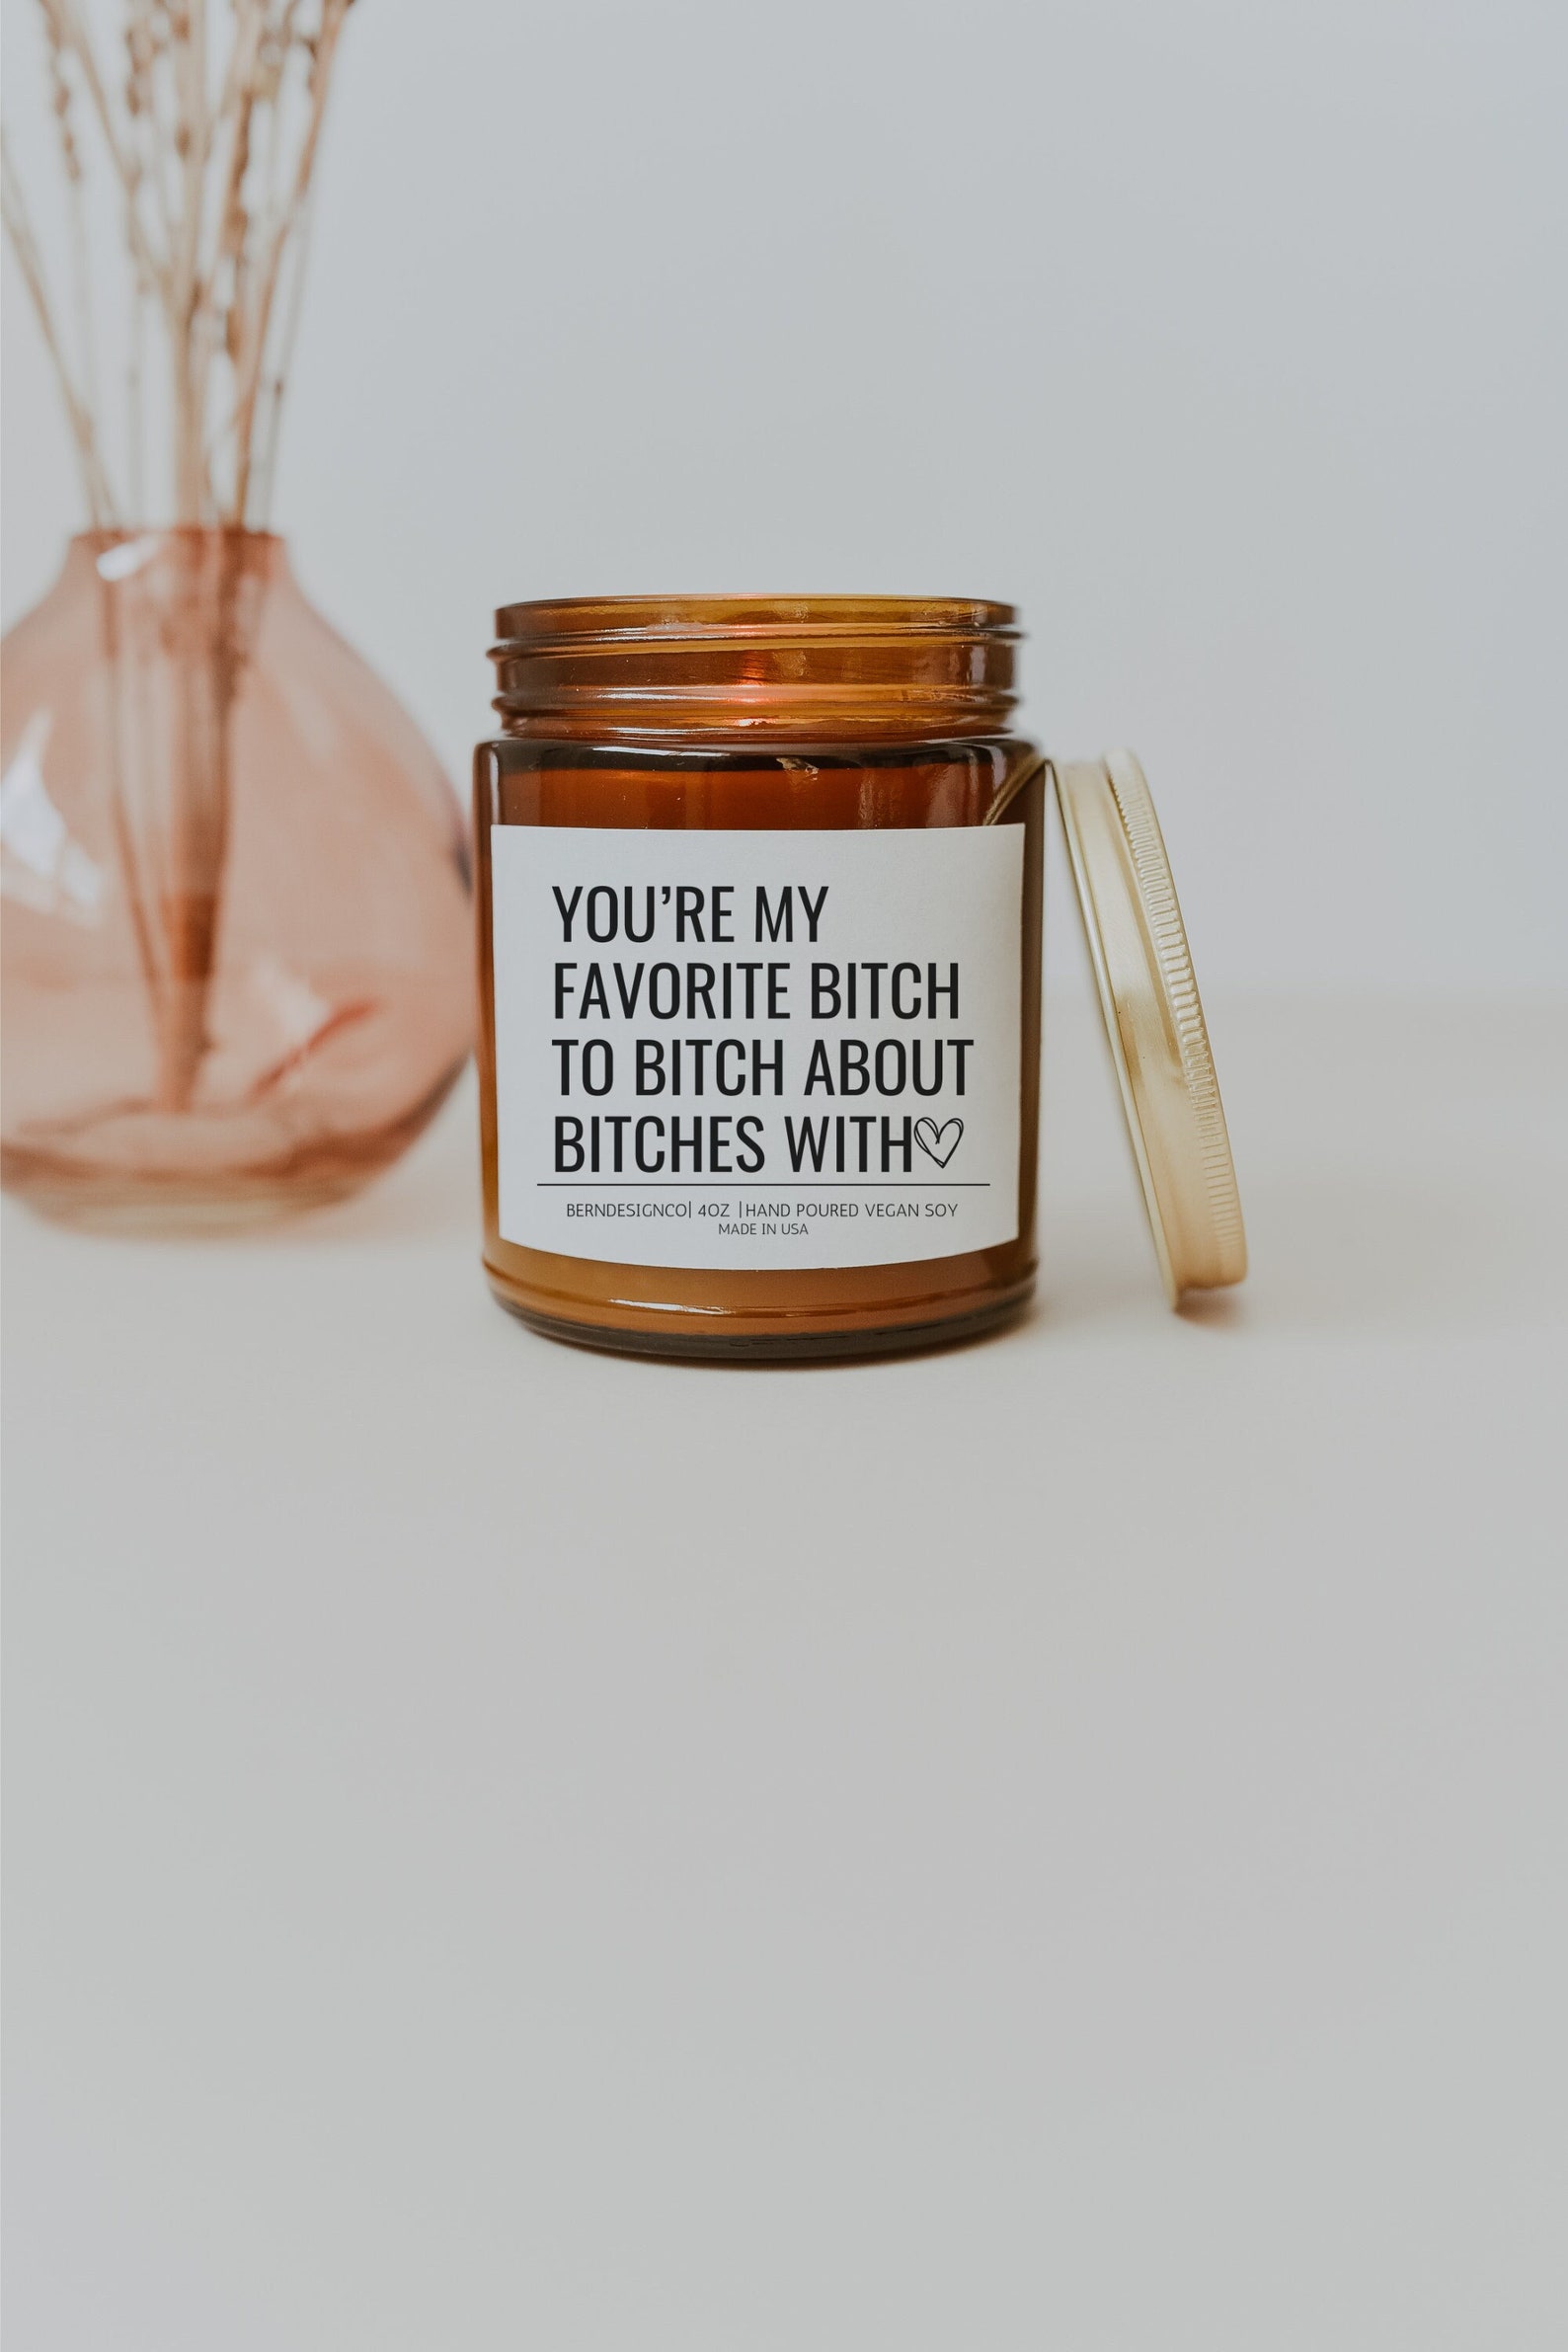 YOU'RE MY
FAVORITE BITCH
TO BITCH ABOUT
BITCHES WITH♡
BERNDESIGNCO| 4OZ |HAND POURED VEGAN SOY
MADE IN USA